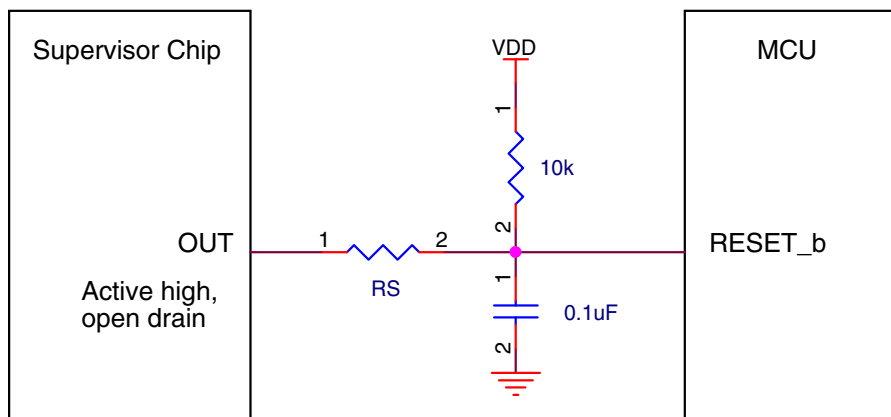 Supervisor Chip
VDD
MCU
1
10k
2
OUT
1
2
RESET_b
RS
Active high,
open drain
1
0.1uF
2